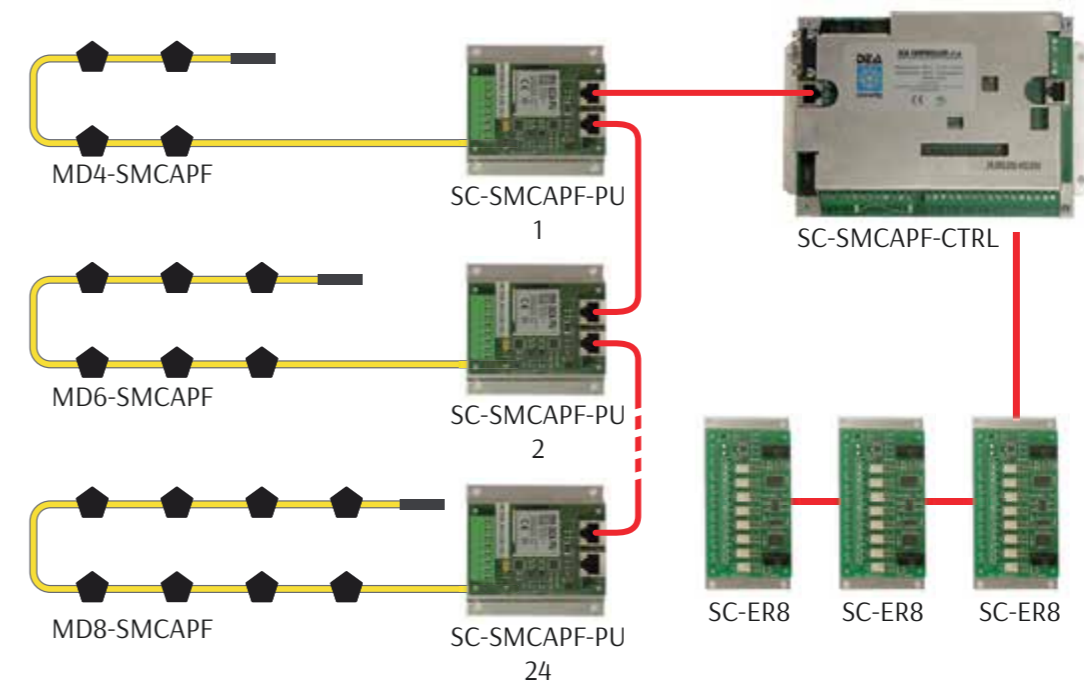 MD4-SMCAPF
SC-SMCAPF-PU
1
DEA
SC-SMCAPF-CTRL
MD6-SMCAPF
SC-SMCAPF-PU
2
MD8-SMCAPF
SC-SMCAPF-PU
24
SC-ER8
SC-ER8
SC-ER8